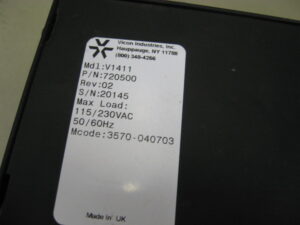 Vicon Industries, Inc.
Hauppauge, NY 11788
(800) 348-4286
Mdl:V1411
P/N:720500
Rev:02
S/N:20145
Max Load:
115/230VAC
50/60Hz
Mcode:3570-040703
Made in UK